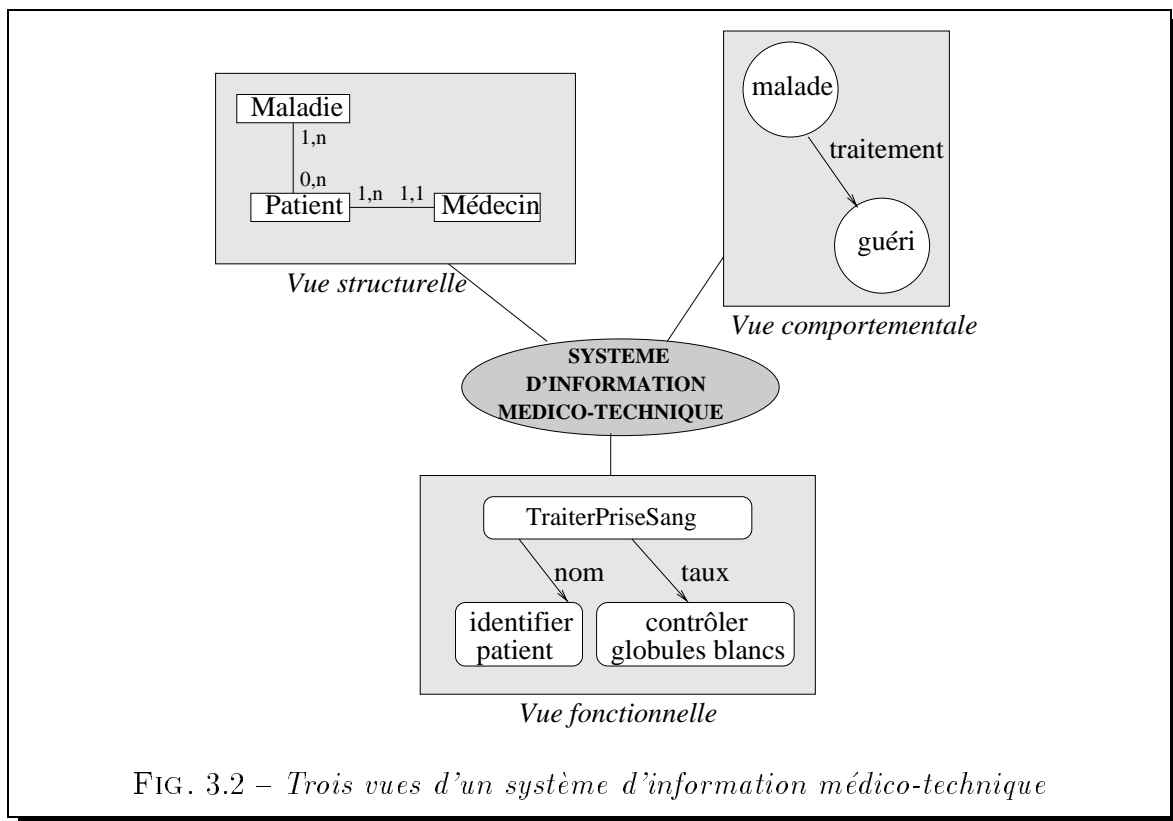 Maladie
1,n
0,n
Patient
1,n
1,1
Médecin
Vue structurelle
malade
traitement
guéri
Vue comportementale
SYSTEME
D'INFORMATION
MEDICO-TECHNIQUE
TraiterPriseSang
nom
taux
identifier
patient
contrôler
globules blancs
Vue fonctionnelle
FIG. 3.2 – Trois vues d'un système d'information médico-technique